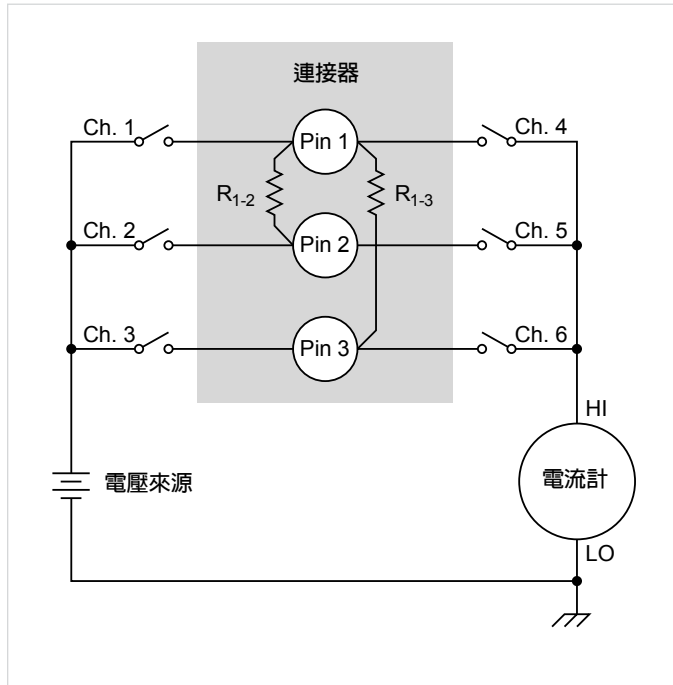 連接器
Ch. 1
Pin 1
Ch. 4
R1-2
R1-3
Ch. 2
Pin 2
Ch. 5
Ch. 3
Pin 3
Ch. 6
HI
電壓來源
電流計
LO